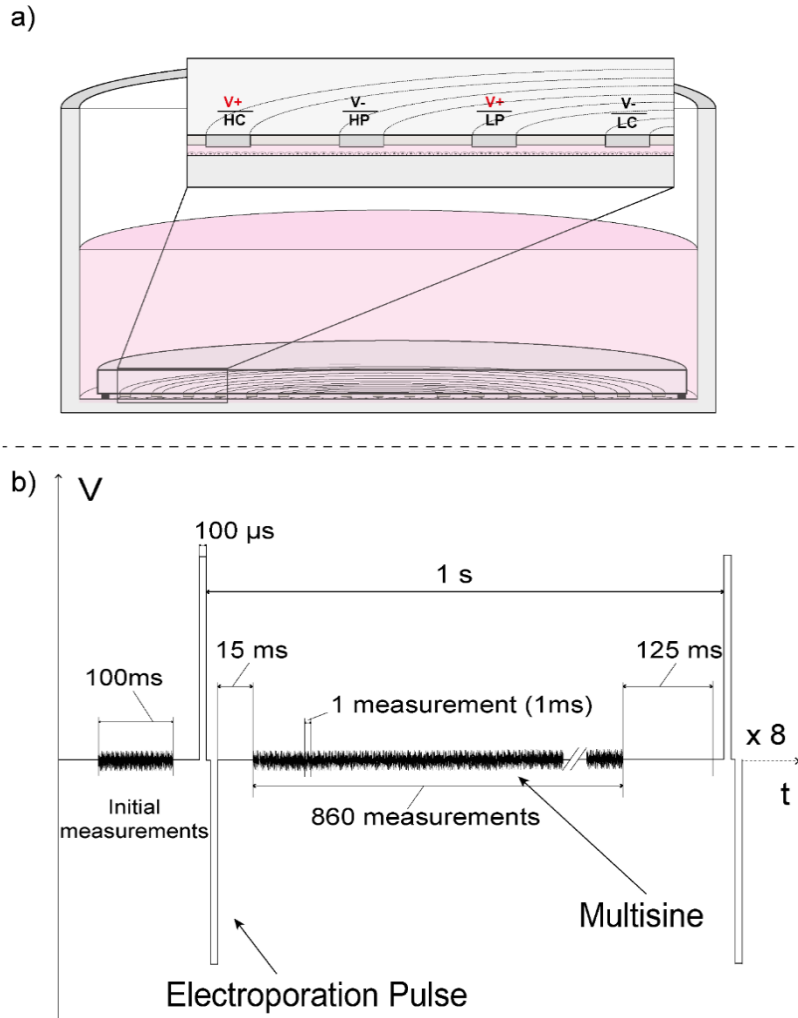 a)
V+ V- V+ V-
HC HP LP LC
b)
V
100 µs
1 s
15 ms
125 ms
100ms
1 measurement (1ms)
x 8
t
Initial
measurements
860 measurements
Multisine
Electroporation Pulse